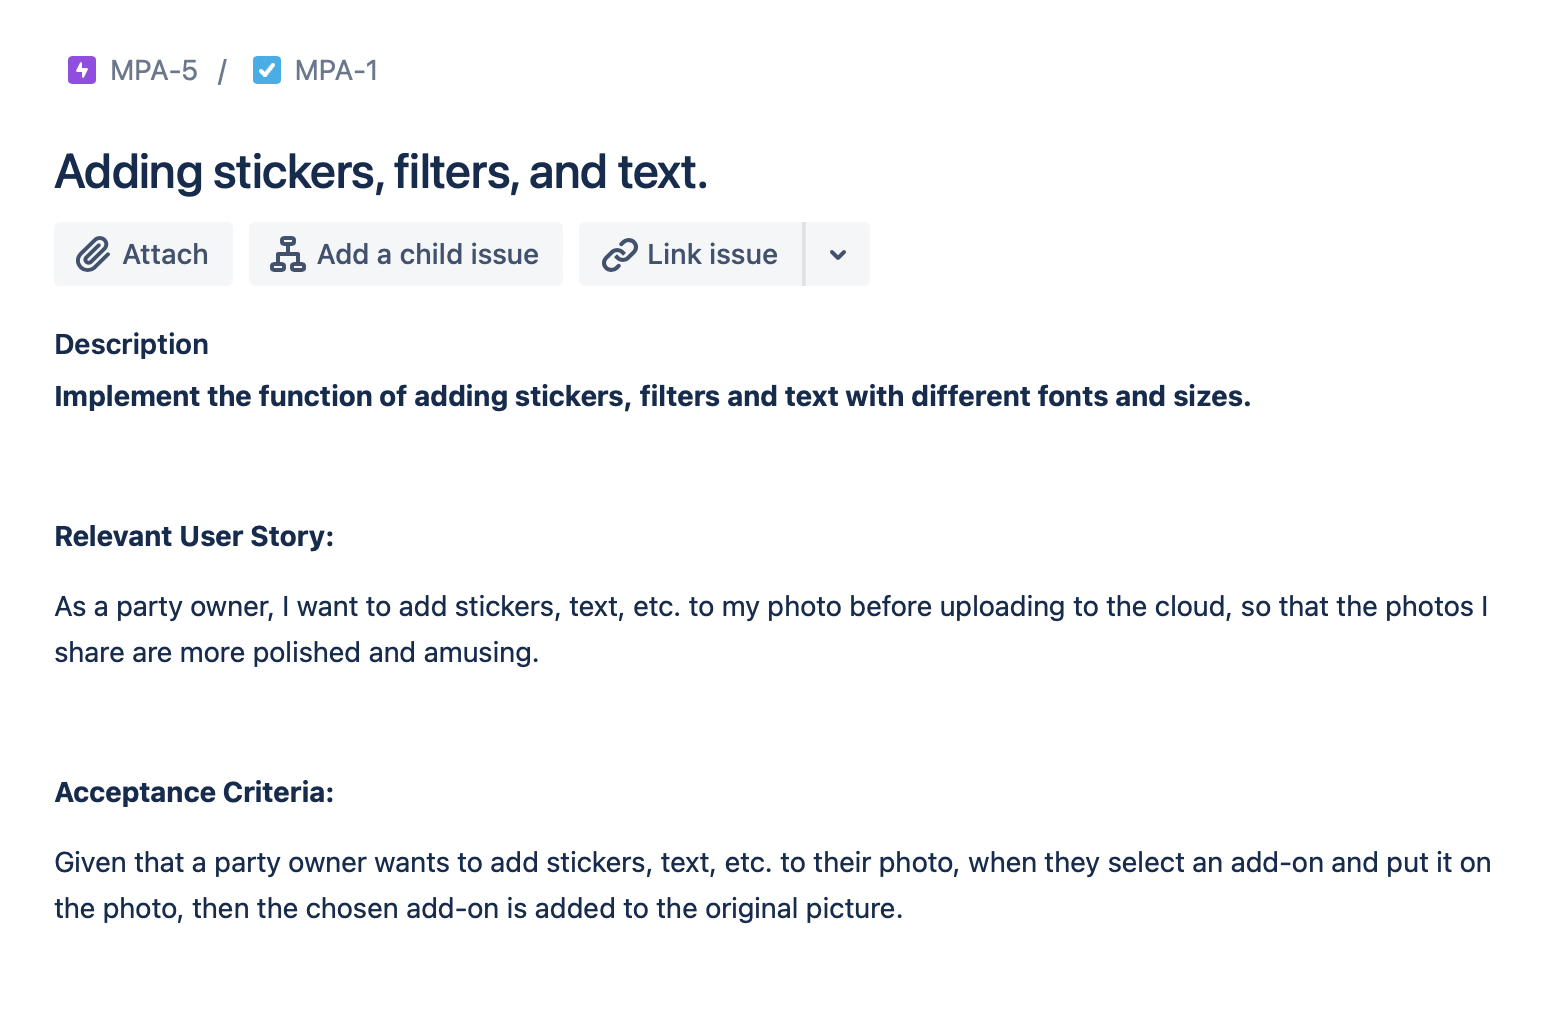 MPA-5 / MPA-1
Adding stickers, filters, and text.
Attach Add a child issue Link issue
Description
Implement the function of adding stickers, filters and text with different fonts and sizes.
Relevant User Story:
As a party owner, I want to add stickers, text, etc. to my photo before uploading to the cloud, so that the photos I
share are more polished and amusing.
Acceptance Criteria:
Given that a party owner wants to add stickers, text, etc. to their photo, when they select an add-on and put it on
the photo, then the chosen add-on is added to the original picture.